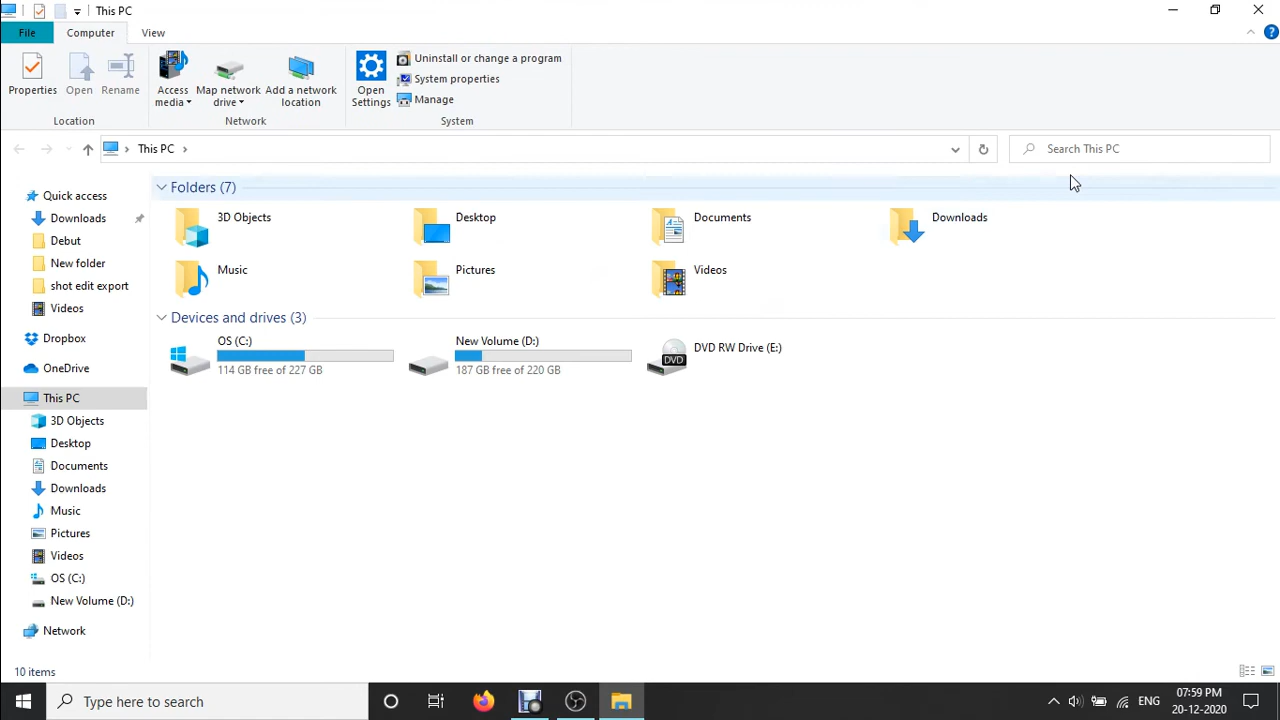 This PC
File Computer View
Properties Open Rename Access media Map network drive Add a network location Open Settings Uninstall or change a program
System properties
Manage
Location Network System
This PC
Search This PC
Quick access
Downloads
Debut
New folder
shot edit export
Videos
Dropbox
OneDrive
This PC
3D Objects
Desktop
Documents
Downloads
Music
Pictures
Videos
OS (C:)
New Volume (D:)
Network
Folders (7)
3D Objects Desktop Documents Downloads
Music Pictures Videos
Devices and drives (3)
OS (C:)
114 GB free of 227 GB
New Volume (D:)
187 GB free of 220 GB
DVD RW Drive (E:)
DVD
10 items
Type here to search
ENG
07:59 PM
20-12-2020